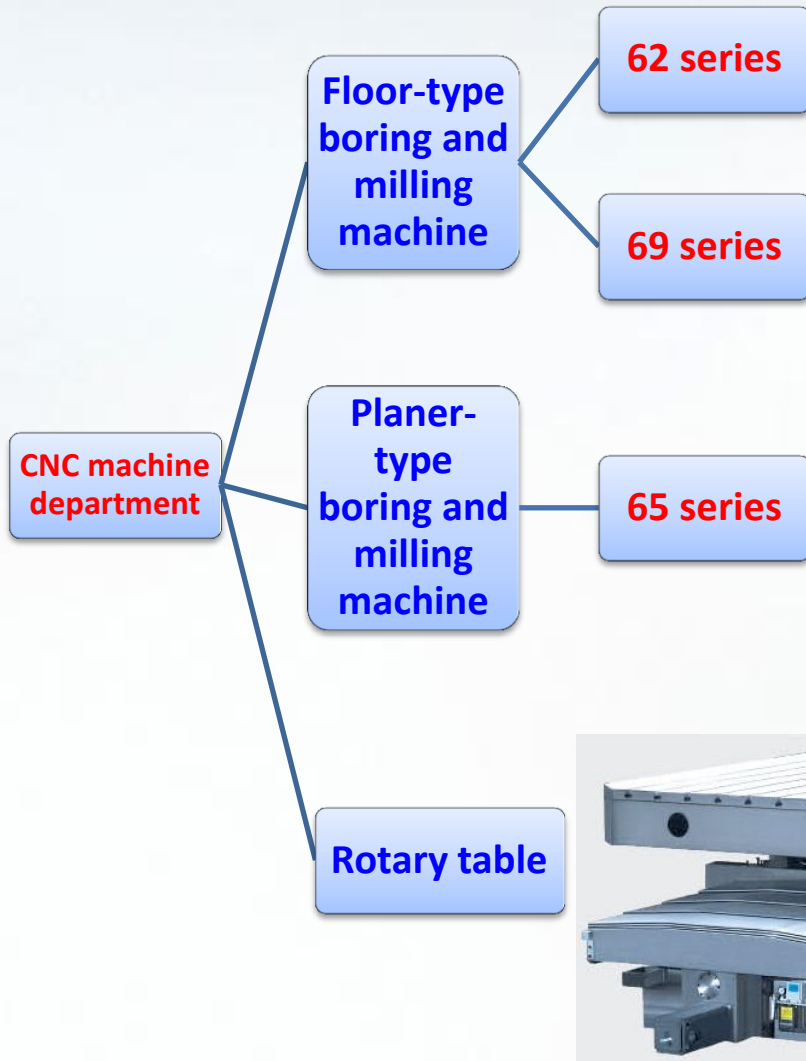 62 series
Floor-type
boring and
milling
machine
69 series
CNC machine
department
Planer-
type
boring and
milling
machine
65 series
Rotary table